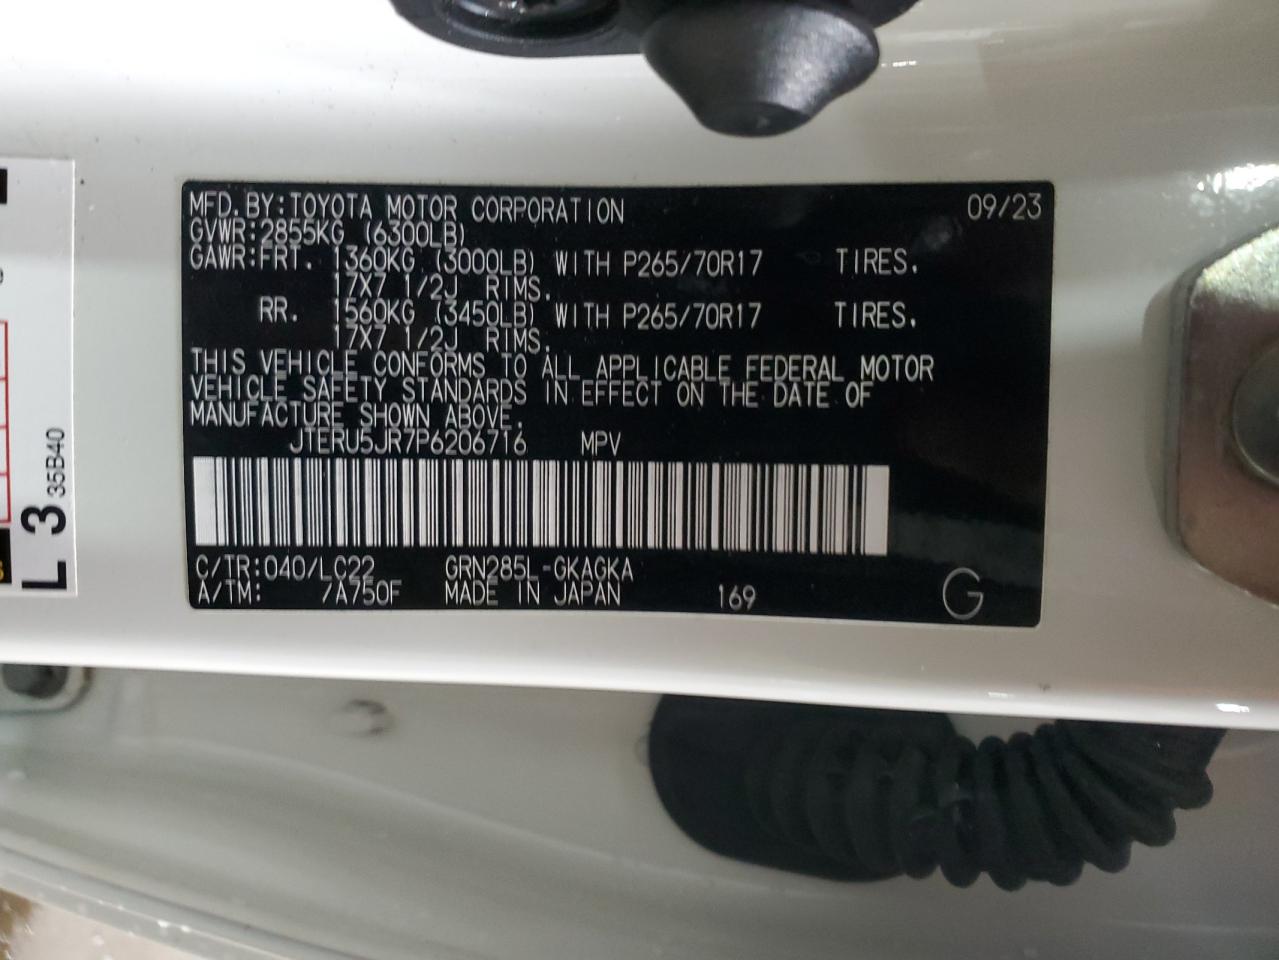 MFD. BY: TOYOTA MOTOR CORPORATION 09/23
GVWR: 2855KG (6300LB)
GAWR: FRT. 1360KG (3000LB) WITH P265/70R17 TIRES.
17X7 1/2J RIMS.
RR. 1560KG (3450LB) WITH P265/70R17 TIRES.
17X7 1/2J RIMS.
THIS VEHICLE CONFORMS TO ALL APPLICABLE FEDERAL MOTOR
VEHICLE SAFETY STANDARDS IN EFFECT ON THE DATE OF
MANUFACTURE SHOWN ABOVE.
JTERU5JR7P6206716 MPV
C/TR: 040/LC22 GRN285L-GKAGKA
A/TM: /A750F MADE IN JAPAN 169 G
L 3 35B40